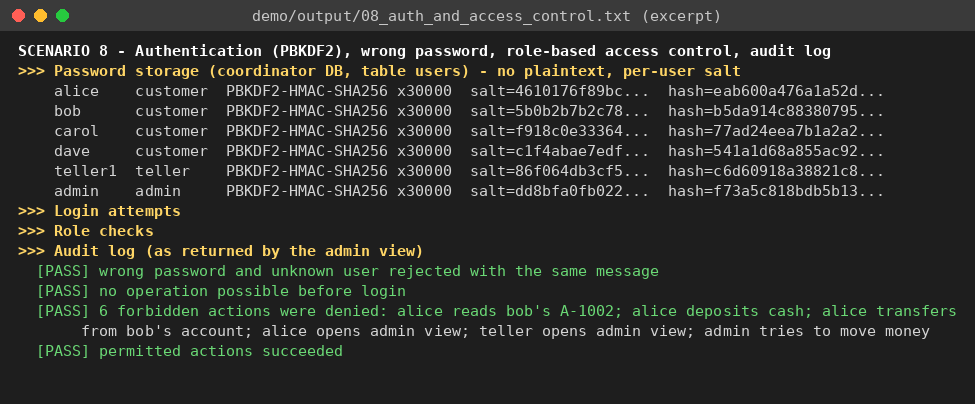 demo/output/08_auth_and_access_control.txt (excerpt)
SCENARIO 8 - Authentication (PBKDF2), wrong password, role-based access control, audit log
>>> Password storage (coordinator DB, table users) - no plaintext, per-user salt
alice customer PBKDF2-HMAC-SHA256 x30000 salt=4610176f89bc... hash=eab600a476a1a52d...
bob customer PBKDF2-HMAC-SHA256 x30000 salt=5b0b2b7b2c78... hash=b5da914c88380795...
carol customer PBKDF2-HMAC-SHA256 x30000 salt=f918c0e33364... hash=77ad24eea7b1a2a2...
dave customer PBKDF2-HMAC-SHA256 x30000 salt=c1f4abae7edf... hash=541a1d68a855ac92...
teller1 teller PBKDF2-HMAC-SHA256 x30000 salt=86f064db3cf5... hash=c6d60918a38821c8...
admin admin PBKDF2-HMAC-SHA256 x30000 salt=dd8bfa0fb022... hash=f73a5c818bdb5b13...
>>> Login attempts
>>> Role checks
>>> Audit log (as returned by the admin view)
[PASS] wrong password and unknown user rejected with the same message
[PASS] no operation possible before login
[PASS] 6 forbidden actions were denied: alice reads bob's A-1002; alice deposits cash; alice transfers
from bob's account; alice opens admin view; teller opens admin view; admin tries to move money
[PASS] permitted actions succeeded